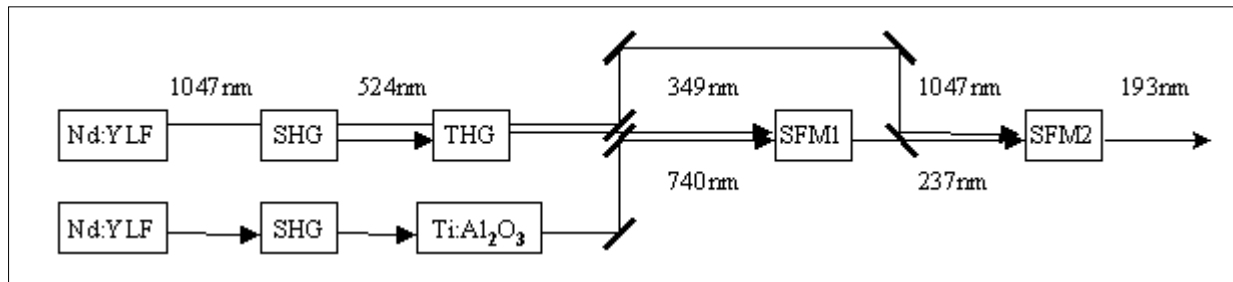 1047nm 524nm 349nm 1047nm 193nm
Nd:YLF SHG THG SFM1 SFM2
740nm 237nm
Nd:YLF SHG Ti:Al₂O₃